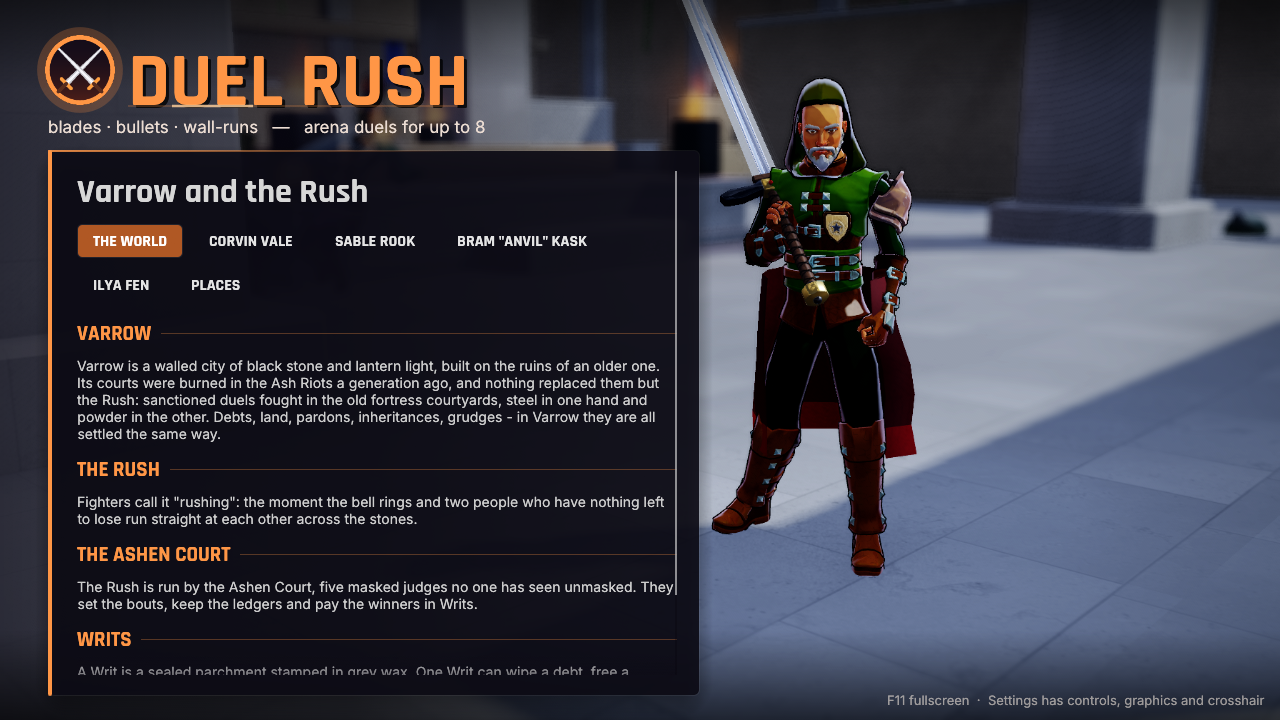 DUEL RUSH
blades · bullets · wall-runs — arena duels for up to 8
Varrow and the Rush
THE WORLD CORVIN VALE SABLE ROOK BRAM "ANVIL" KASK
ILYA FEN PLACES
VARROW
Varrow is a walled city of black stone and lantern light, built on the ruins of an older one.
Its courts were burned in the Ash Riots a generation ago, and nothing replaced them but
the Rush: sanctioned duels fought in the old fortress courtyards, steel in one hand and
powder in the other. Debts, land, pardons, inheritances, grudges - in Varrow they are all
settled the same way.
THE RUSH
Fighters call it "rushing": the moment the bell rings and two people who have nothing left
to lose run straight at each other across the stones.
THE ASHEN COURT
The Rush is run by the Ashen Court, five masked judges no one has seen unmasked. They
set the bouts, keep the ledgers and pay the winners in Writs.
WRITS
A Writ is a sealed parchment stamped in grey wax. One Writ can wipe a debt, free a
F11 fullscreen · Settings has controls, graphics and crosshair